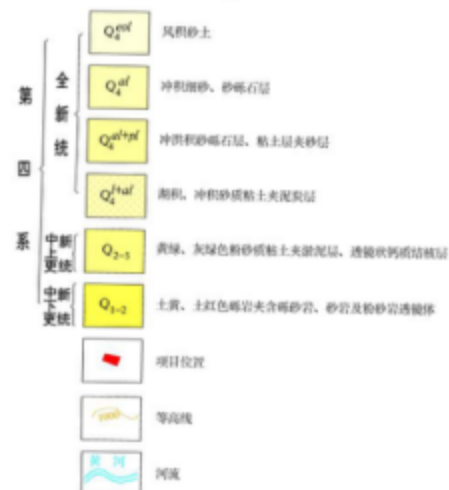 第四系
全新统
Q₄ᵉᵒˡ 风积砂土
Q₄ᵃˡ 冲积细砂、砂砾石层
Q₄ᵃˡ⁺ᵖˡ 冲洪积砂砾石层、粘土层夹砂层
Q₄ˡ⁺ᵃˡ 湖积、冲积砂质粘土夹泥炭层
中上更新统 Q₂₋₃ 黄绿、灰绿色粉砂质粘土夹淤泥层、透镜状钙质结核层
中下更新统 Q₁₋₂ 土黄、土红色砾岩夹含砾砂岩、砂岩及粉砂岩透镜体
项目位置
等高线
黄河 河流